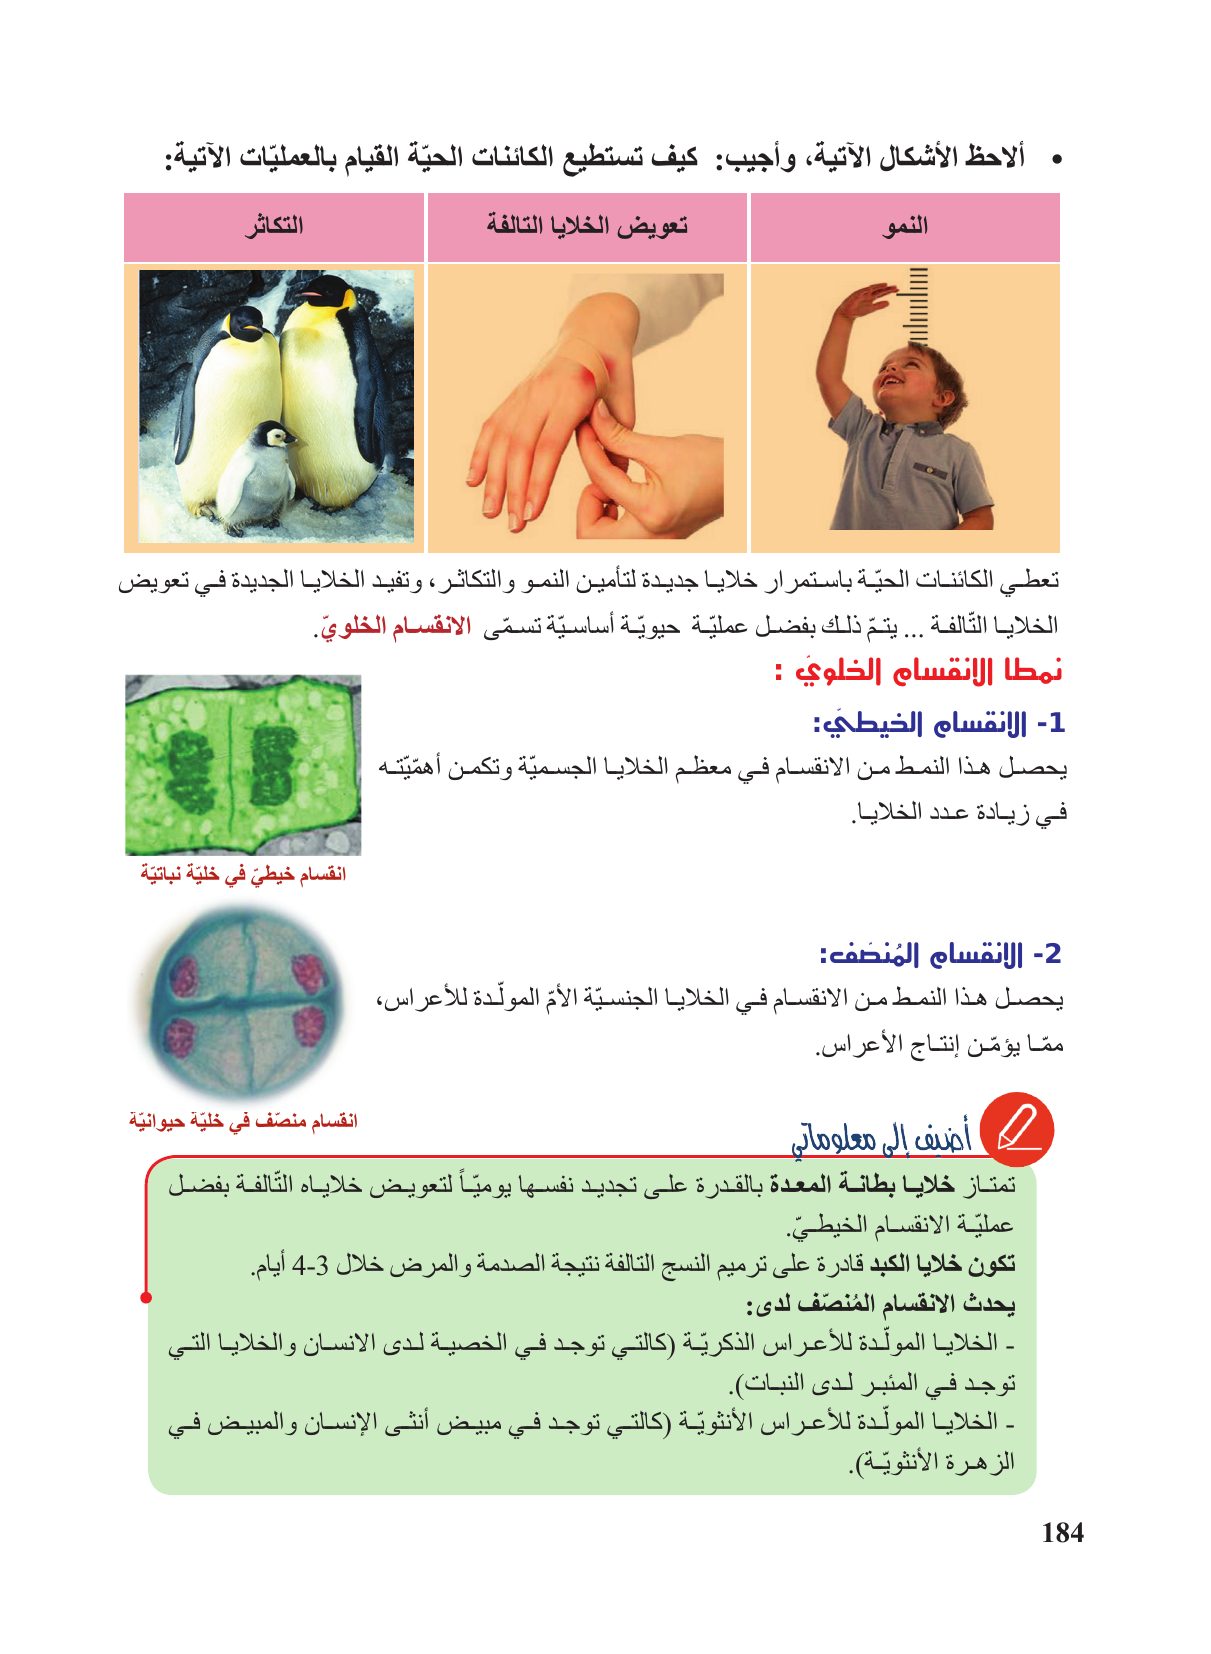 • ألاحظ الأشكال الآتية، وأجيب: كيف تستطيع الكائنات الحيّة القيام بالعمليّات الآتية:
النمو
تعويض الخلايا التالفة
التكاثر
تعطي الكائنات الحيّة باستمرار خلايا جديدة لتأمين النمو والتكاثر، وتفيد الخلايا الجديدة في تعويض
الخلايا التّالفة ... يتمّ ذلك بفضل عمليّة حيويّة أساسيّة تسمّى الانقسام الخلويّ.
نمطا الانقسام الخلويّ :
1- الانقسام الخيطيّ:
يحصل هذا النمط من الانقسام في معظم الخلايا الجسميّة وتكمن أهمّيّته
في زيادة عدد الخلايا.
انقسام خيطيّ في خليّة نباتيّة
2- الانقسام المُنصّف:
يحصل هذا النمط من الانقسام في الخلايا الجنسيّة الأمّ المولّدة للأعراس،
ممّا يؤمّن إنتاج الأعراس.
انقسام منصّف في خليّة حيوانيّة
أضيف إلى معلوماتي
تمتاز خلايا بطانة المعدة بالقدرة على تجديد نفسها يوميّاً لتعويض خلاياه التّالفة بفضل
عمليّة الانقسام الخيطيّ.
تكون خلايا الكبد قادرة على ترميم النسج التالفة نتيجة الصدمة والمرض خلال 3-4 أيام.
يحدث الانقسام المُنصّف لدى:
- الخلايا المولّدة للأعراس الذكريّة (كالتي توجد في الخصية لدى الانسان والخلايا التي
توجد في المئبر لدى النبات).
- الخلايا المولّدة للأعراس الأنثويّة (كالتي توجد في مبيض أنثى الإنسان والمبيض في
الزهرة الأنثويّة).
184